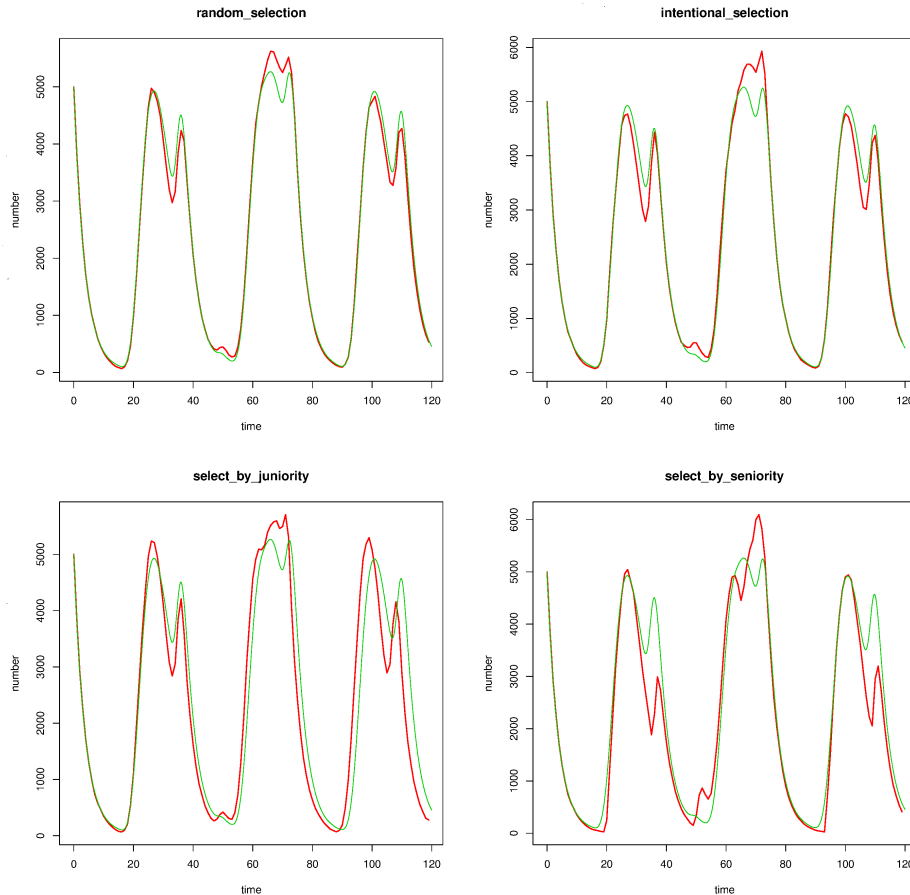 random_selection
number
0
1000
2000
3000
4000
5000
0 20 40 60 80 100 120
time
intentional_selection
number
0
1000
2000
3000
4000
5000
6000
0 20 40 60 80 100 120
time
select_by_juniority
number
0
1000
2000
3000
4000
5000
0 20 40 60 80 100 120
time
select_by_seniority
number
0
1000
2000
3000
4000
5000
6000
0 20 40 60 80 100 120
time